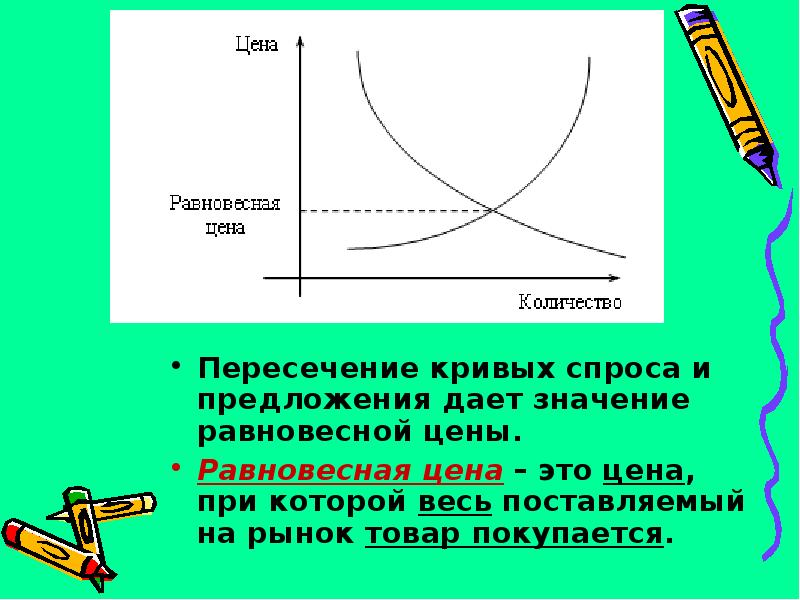 Цена
Равновесная
цена
Количество
• Пересечение кривых спроса и
предложения дает значение
равновесной цены.
• Равновесная цена – это цена,
при которой весь поставляемый
на рынок товар покупается.